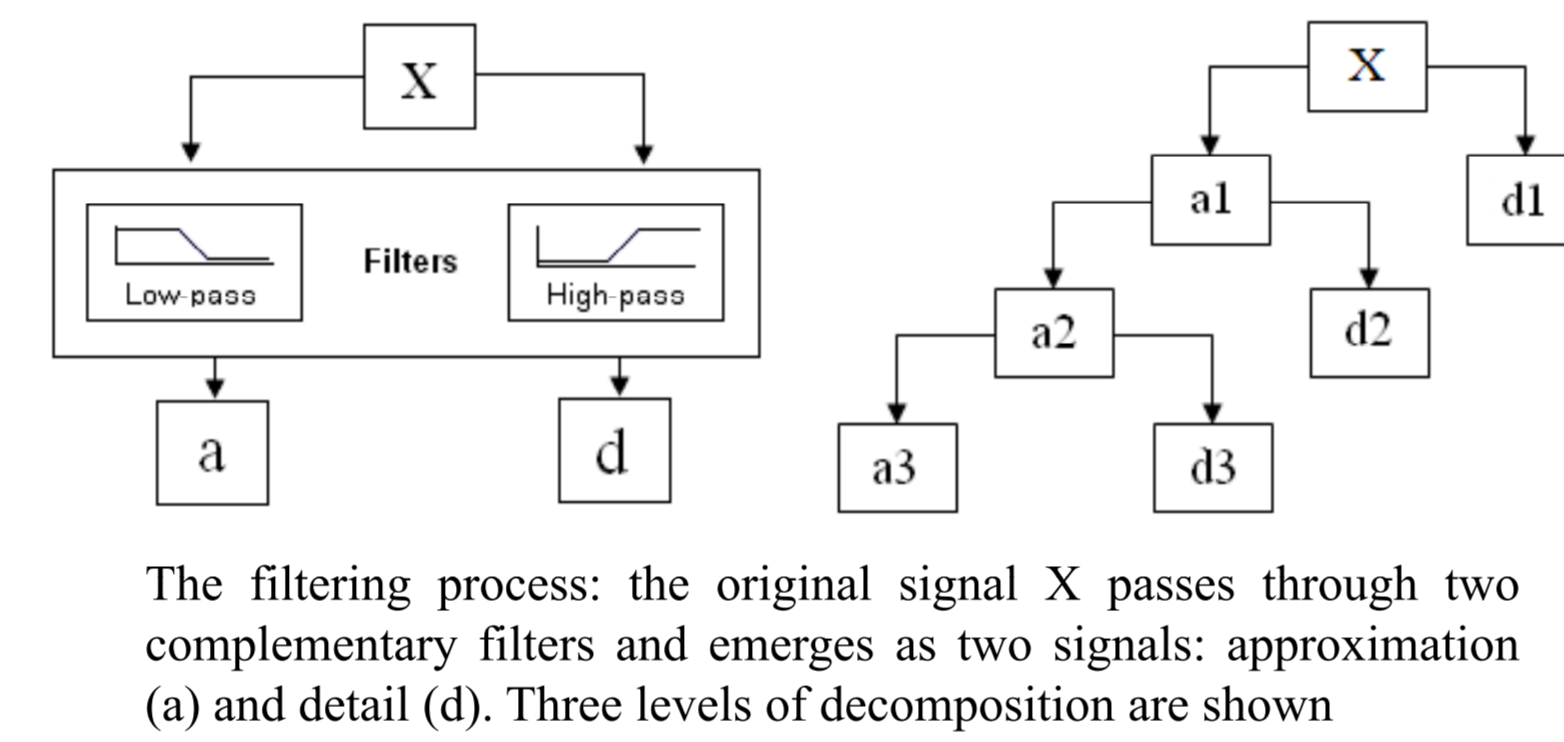 X
Filters
Low-pass
High-pass
a
d
X
a1
d1
a2
d2
a3
d3
The filtering process: the original signal X passes through two
complementary filters and emerges as two signals: approximation
(a) and detail (d). Three levels of decomposition are shown